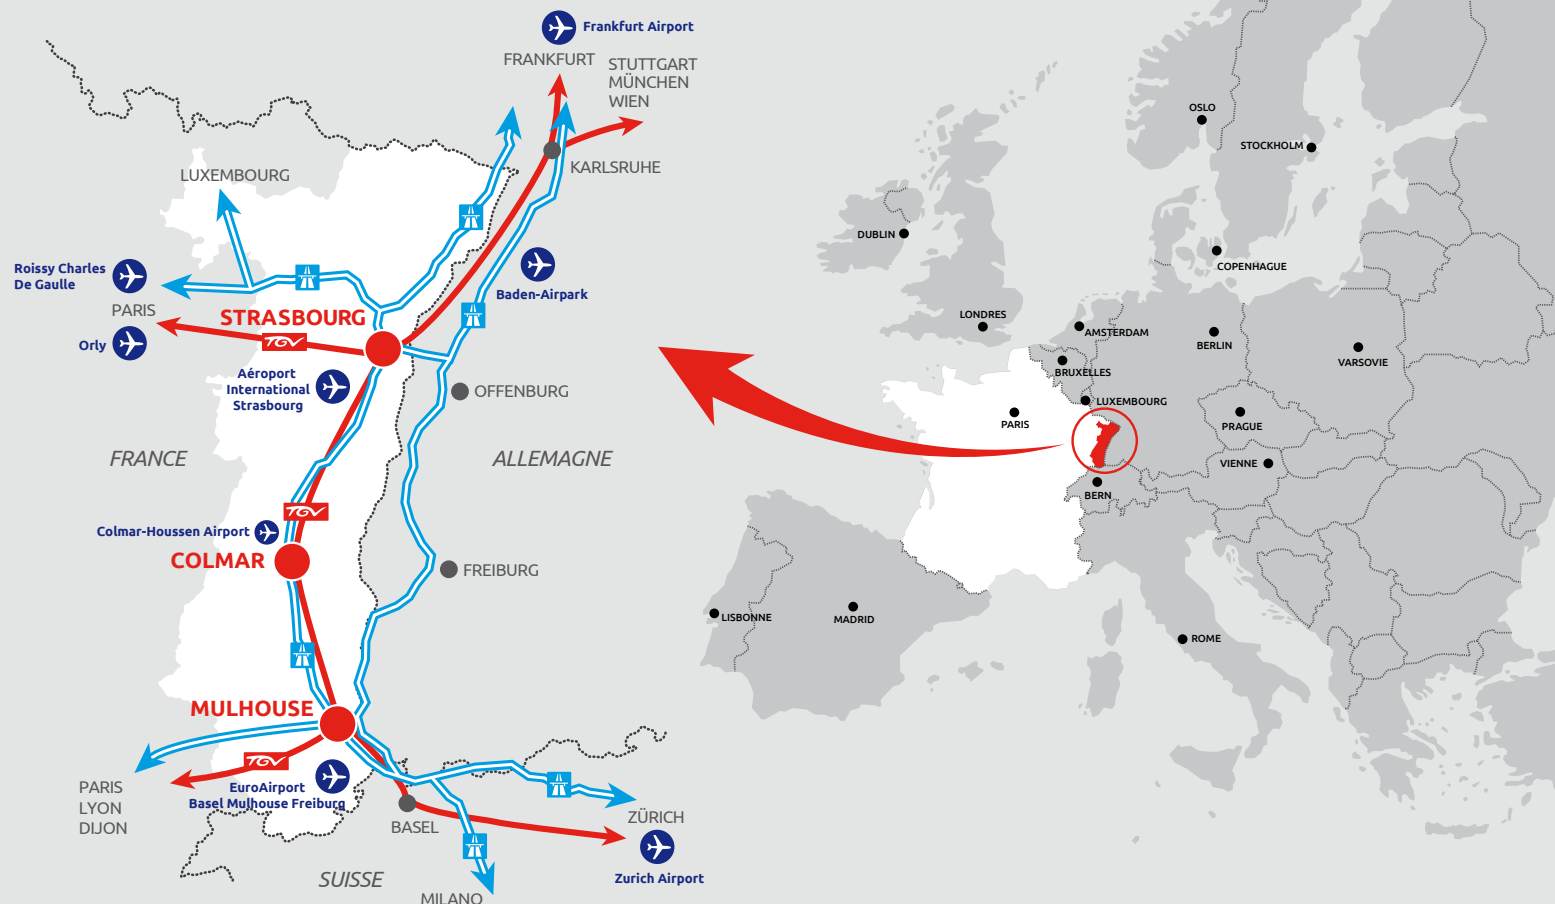 Frankfurt Airport
FRANKFURT
STUTTGART
MÜNCHEN
WIEN
KARLSRUHE
LUXEMBOURG
Roissy Charles
De Gaulle
PARIS
Orly
STRASBOURG
TGV
Baden-Airpark
Aéroport
International
Strasbourg
OFFENBURG
FRANCE
ALLEMAGNE
TGV
Colmar-Houssen Airport
COLMAR
FREIBURG
MULHOUSE
TGV
PARIS
LYON
DIJON
EuroAirport
Basel Mulhouse Freiburg
BASEL
ZÜRICH
Zurich Airport
SUISSE
MILANO
OSLO
STOCKHOLM
DUBLIN
COPENHAGUE
LONDRES
AMSTERDAM
BERLIN
VARSOVIE
BRUXELLES
LUXEMBOURG
PARIS
PRAGUE
VIENNE
BERN
LISBONNE
MADRID
ROME